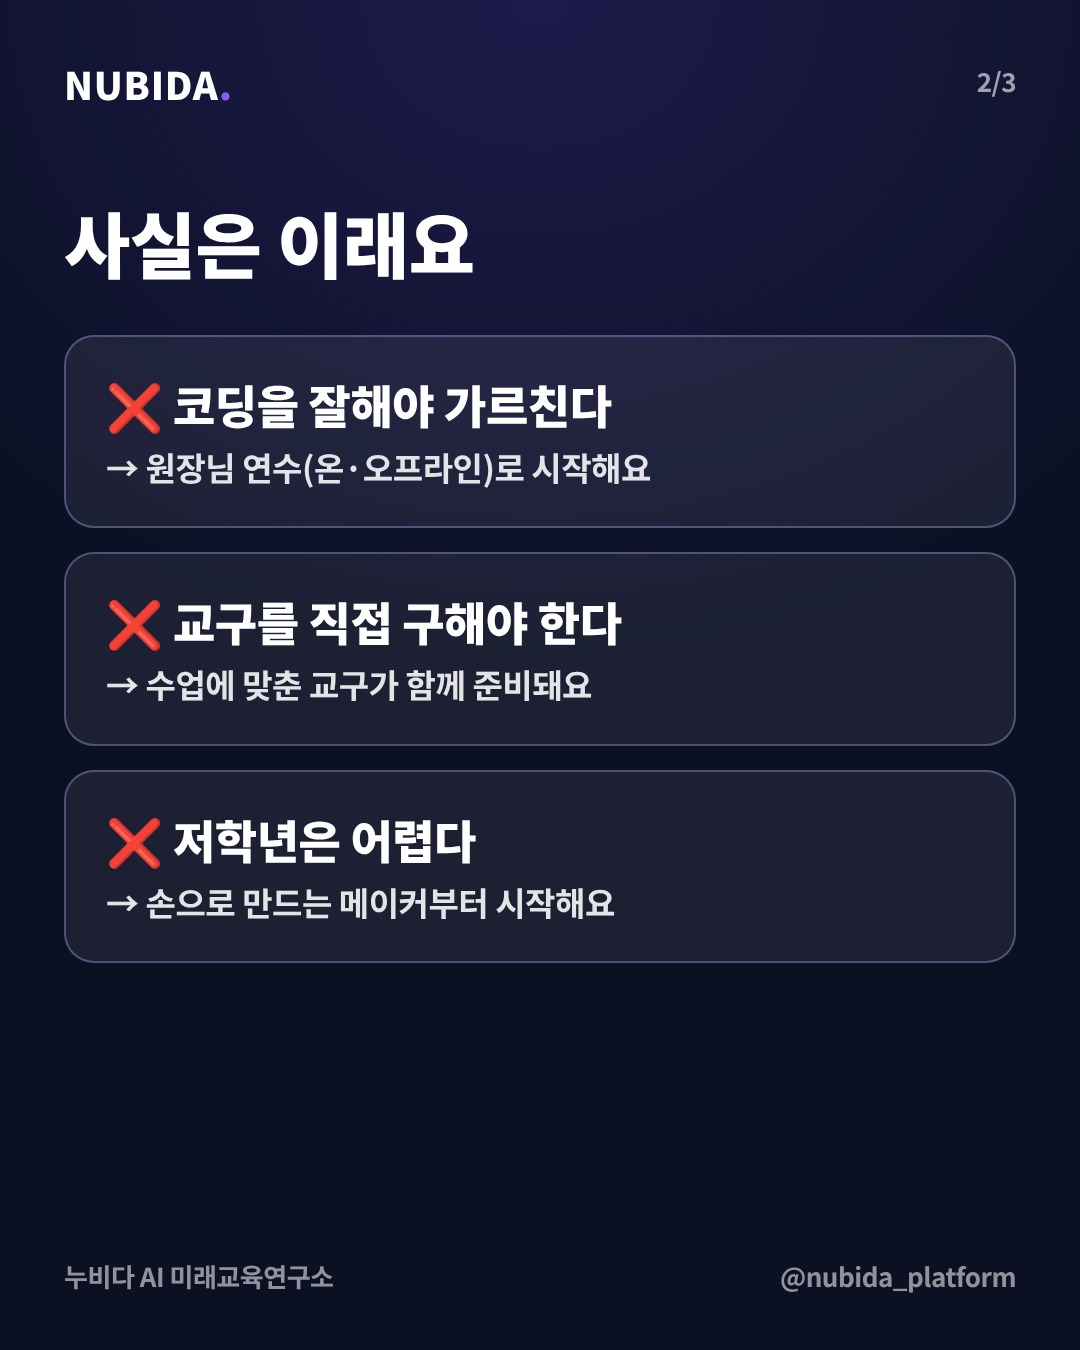 NUBIDA.
2/3
사실은 이래요
❌ 코딩을 잘해야 가르친다
→ 원장님 연수(온·오프라인)로 시작해요
❌ 교구를 직접 구해야 한다
→ 수업에 맞춘 교구가 함께 준비돼요
❌ 저학년은 어렵다
→ 손으로 만드는 메이커부터 시작해요
누비다 AI 미래교육연구소
@nubida_platform